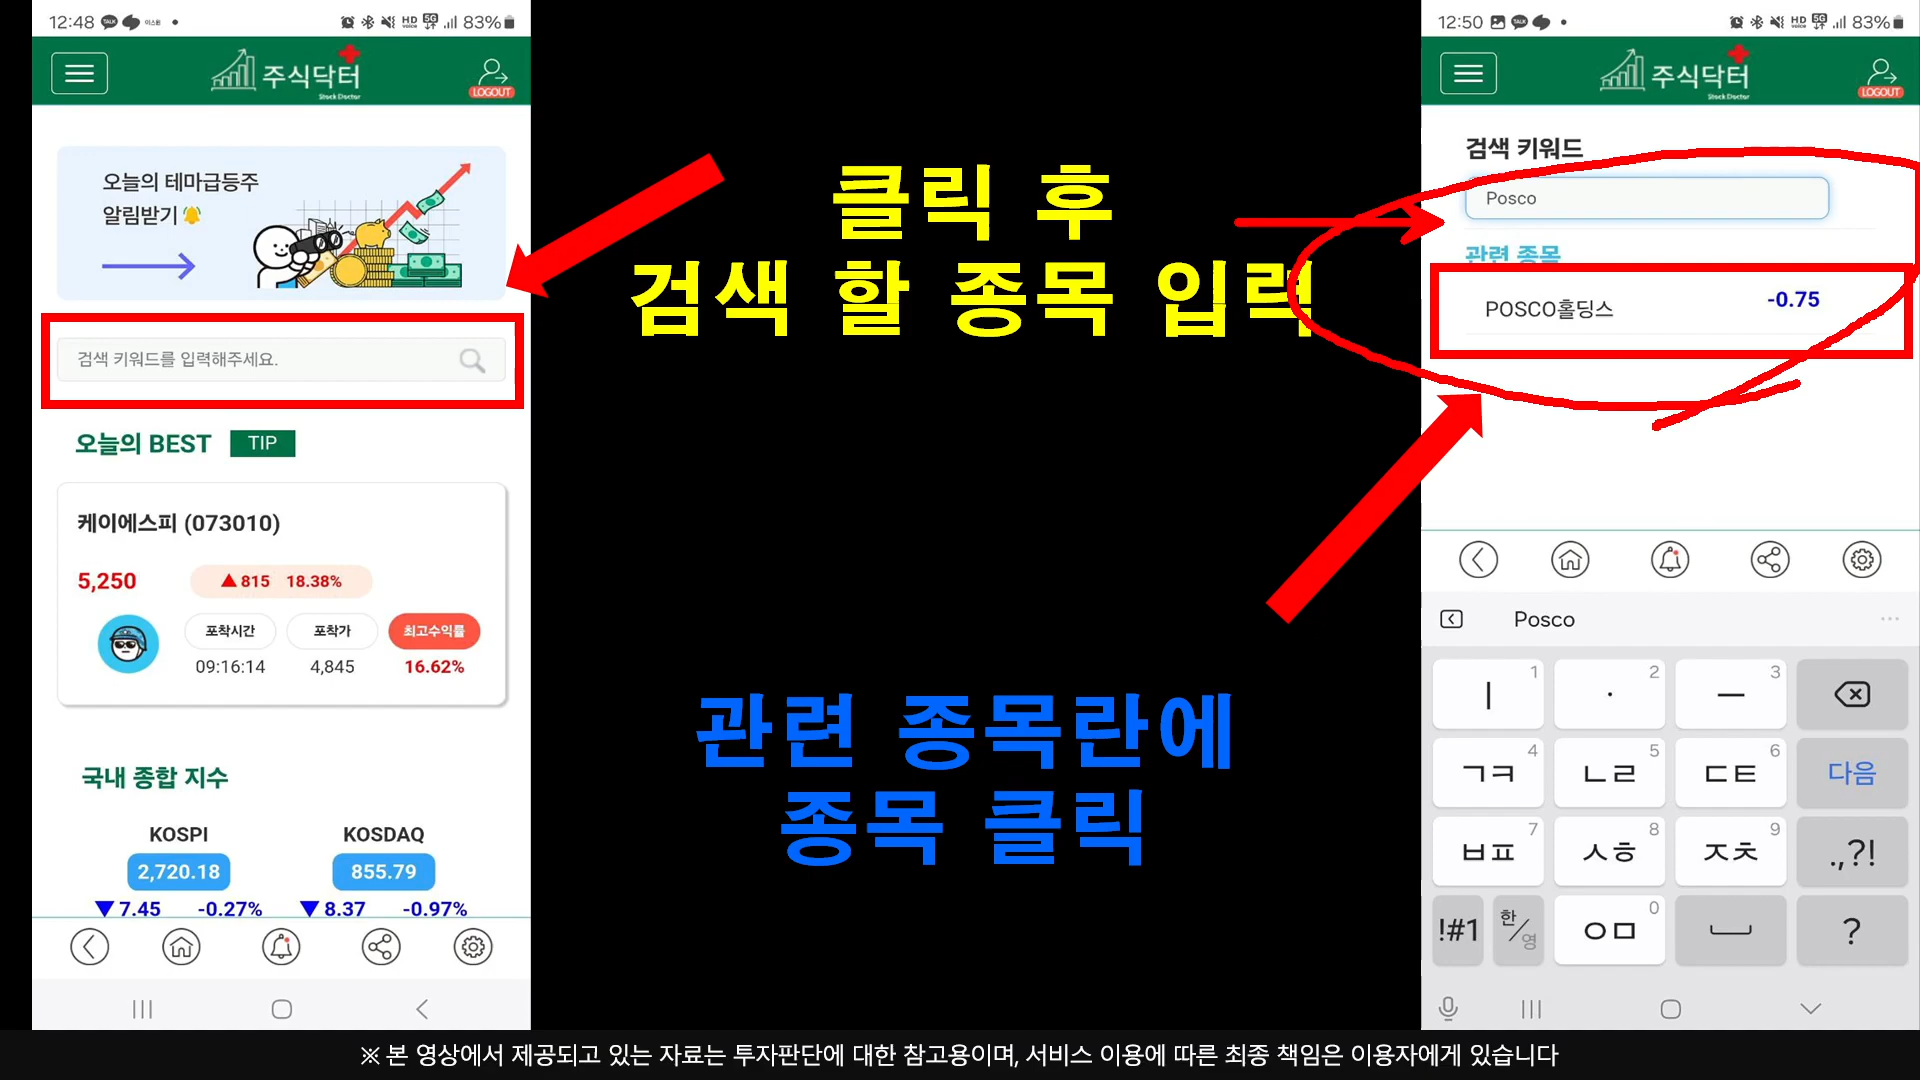 12:48
83%
주식닥터
Stock Doctor
LOGOUT
오늘의 테마급등주
알림받기
검색 키워드를 입력해주세요.
오늘의 BEST TIP
케이에스피 (073010)
5,250 ▲815 18.38%
포착시간 포착가 최고수익률
09:16:14 4,845 16.62%
국내 종합 지수
KOSPI KOSDAQ
2,720.18 855.79
▼7.45 -0.27% ▼8.37 -0.97%
클릭 후
검색 할 종목 입력
관련 종목란에
종목 클릭
12:50
83%
주식닥터
Stock Doctor
LOGOUT
검색 키워드
Posco
관련 종목
POSCO홀딩스 -0.75
Posco ...
ㅣ 1 · 2 ㅡ 3
ㄱㅋ 4 ㄴㄹ 5 ㄷㅌ 6 다음
ㅂㅍ 7 ㅅㅎ 8 ㅈㅊ 9 .,?!
!#1 한/영 ㅇㅁ 0 ?
※ 본 영상에서 제공되고 있는 자료는 투자판단에 대한 참고용이며, 서비스 이용에 따른 최종 책임은 이용자에게 있습니다